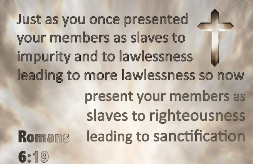 Just as you once presented
your members as slaves to
impurity and to lawlessness
leading to more lawlessness so now
present your members as
slaves to righteousness
leading to sanctification
Romans
6:19